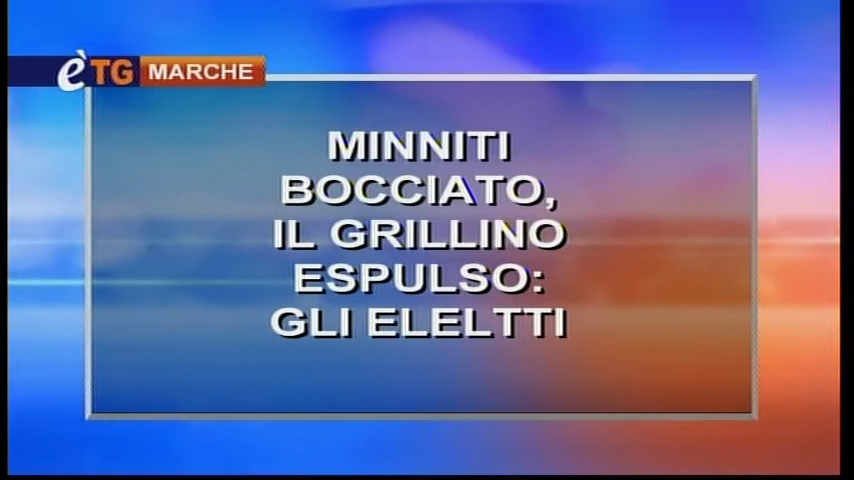 èTG MARCHE
MINNITI
BOCCIATO,
IL GRILLINO
ESPULSO:
GLI ELELTTI